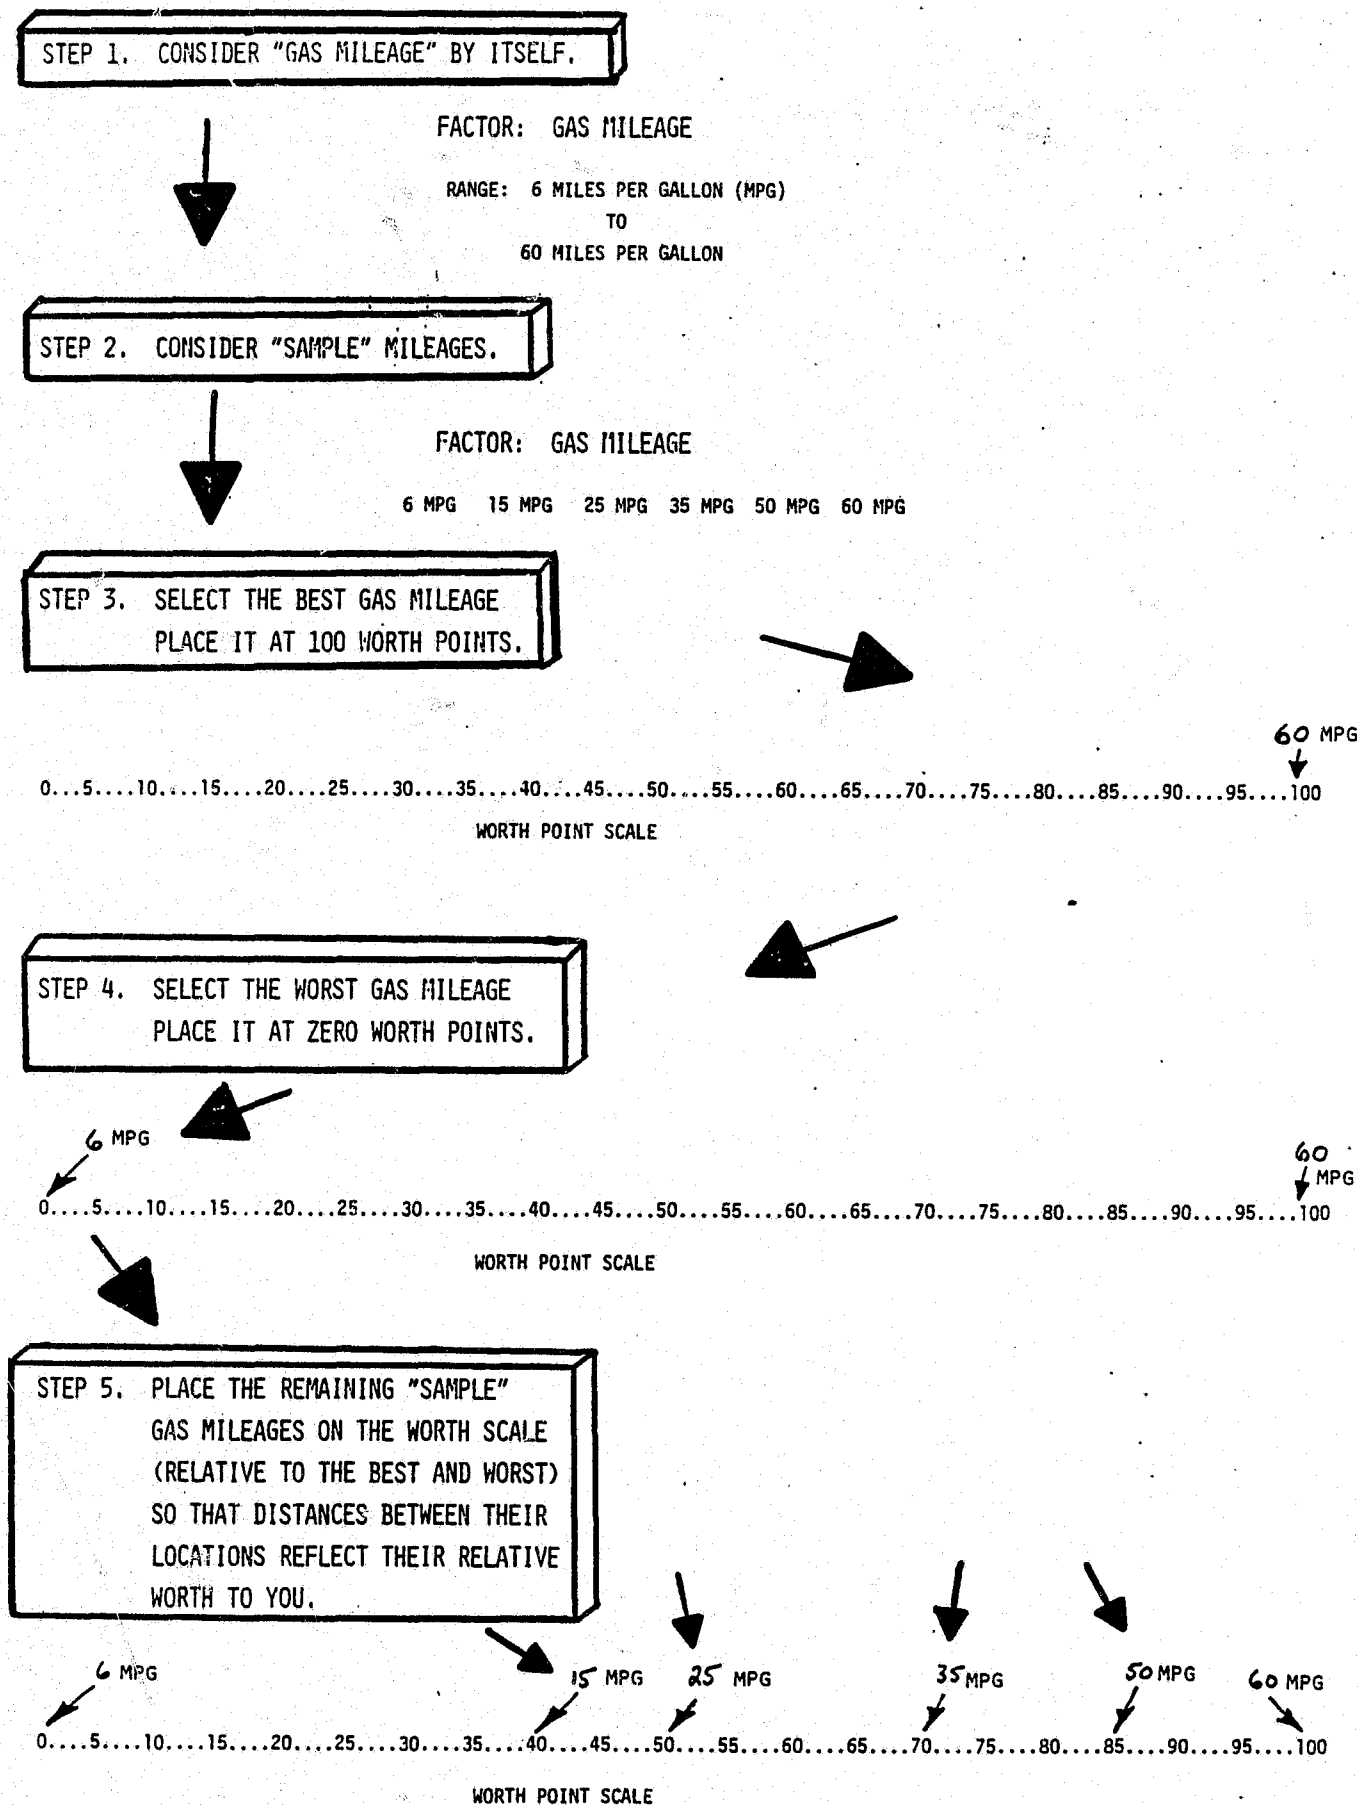 STEP 1. CONSIDER "GAS MILEAGE" BY ITSELF.
FACTOR: GAS MILEAGE
RANGE: 6 MILES PER GALLON (MPG)
TO
60 MILES PER GALLON
STEP 2. CONSIDER "SAMPLE" MILEAGES.
FACTOR: GAS MILEAGE
6 MPG 15 MPG 25 MPG 35 MPG 50 MPG 60 MPG
STEP 3. SELECT THE BEST GAS MILEAGE
PLACE IT AT 100 WORTH POINTS.
60 MPG
0...5....10....15....20....25....30....35....40....45....50....55....60....65....70....75....80....85....90....95....100
WORTH POINT SCALE
STEP 4. SELECT THE WORST GAS MILEAGE
PLACE IT AT ZERO WORTH POINTS.
6 MPG
60
MPG
0....5....10....15....20....25....30....35....40....45....50....55....60....65....70....75....80....85....90....95....100
WORTH POINT SCALE
STEP 5. PLACE THE REMAINING "SAMPLE"
GAS MILEAGES ON THE WORTH SCALE
(RELATIVE TO THE BEST AND WORST)
SO THAT DISTANCES BETWEEN THEIR
LOCATIONS REFLECT THEIR RELATIVE
WORTH TO YOU.
6 MPG 15 MPG 25 MPG 35 MPG 50 MPG 60 MPG
0....5....10....15....20....25....30....35....40....45....50....55....60....65....70....75....80....85....90....95....100
WORTH POINT SCALE